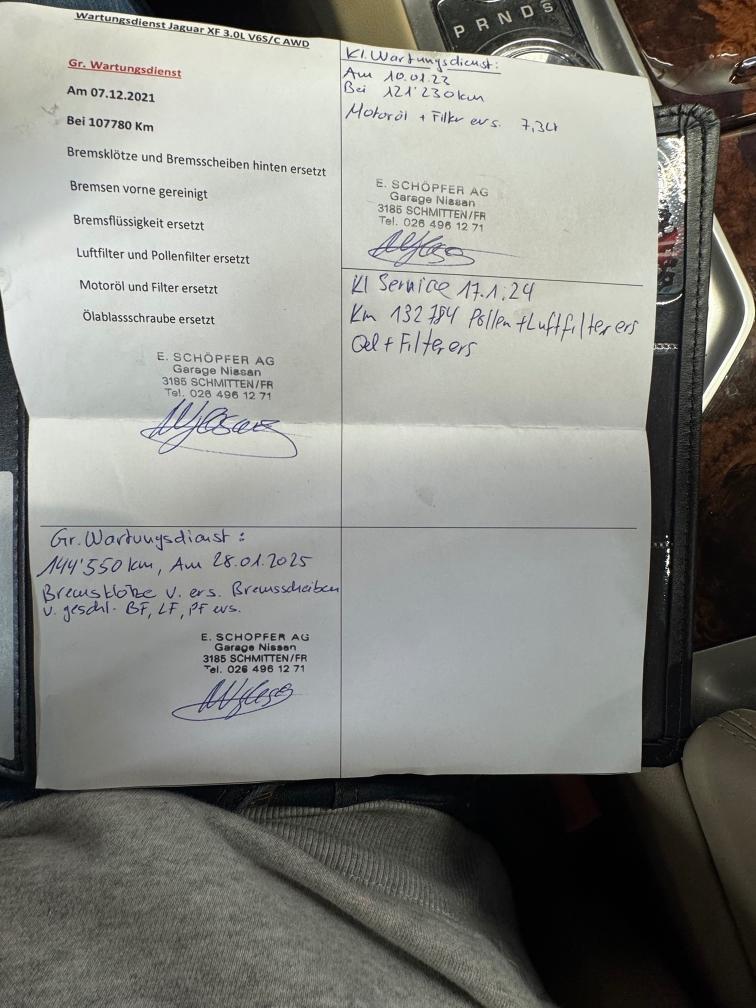 P R N D S
Wartungsdienst Jaguar XF 3.0L V6S/C AWD
Gr. Wartungsdienst
Am 07.12.2021
Bei 107780 Km
Bremsklötze und Bremsscheiben hinten ersetzt
Bremsen vorne gereinigt
Bremsflüssigkeit ersetzt
Luftfilter und Pollenfilter ersetzt
Motoröl und Filter ersetzt
Ölablassschraube ersetzt
E. SCHÖPFER AG
Garage Nissan
3185 SCHMITTEN/FR
Tel. 026 496 12 71
Kl. Wartungsdienst:
Am 10.01.23
Bei 121'230km
Motoröl + Filter ers. 7,3Lt
E. SCHÖPFER AG
Garage Nissan
3185 SCHMITTEN/FR
Tel. 026 496 12 71
Kl Service 17.1.24
Km 132784 Pollen + Luftfilter ers
Oel + Filter ers
Gr. Wartungsdienst:
144'550 km, Am 28.01.2025
Bremsklötze v. ers. Bremsscheiben
v. geschl. BF, LF, PF ers.
E. SCHÖPFER AG
Garage Nissan
3185 SCHMITTEN/FR
Tel. 026 496 12 71